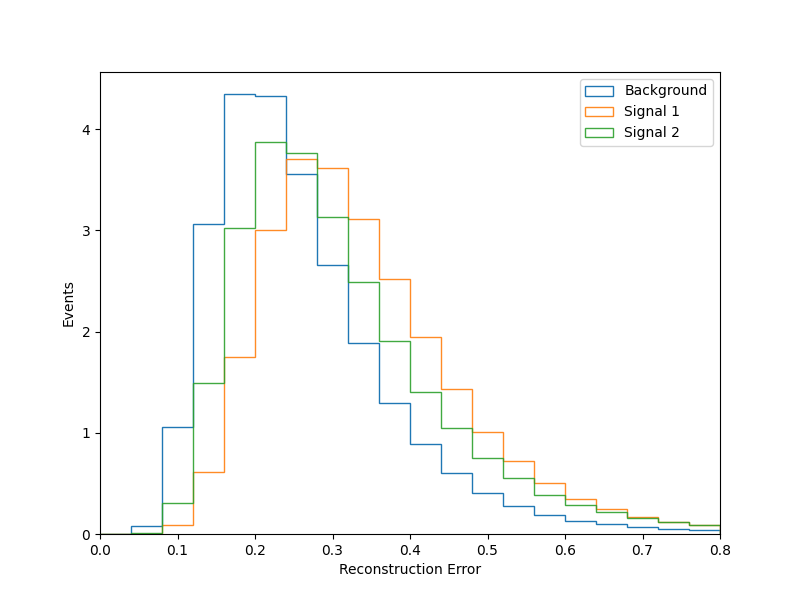 Background
Signal 1
Signal 2
4
3
2
1
0
Events
0.0 0.1 0.2 0.3 0.4 0.5 0.6 0.7 0.8
Reconstruction Error